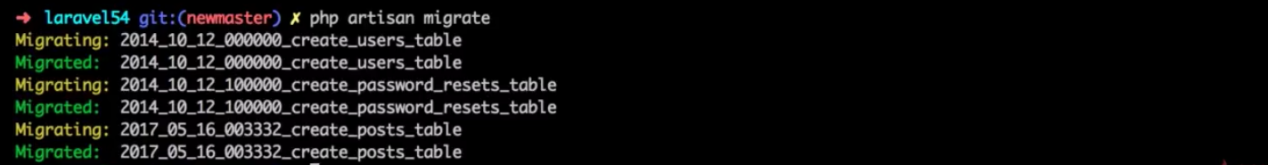 ➜ laravel54 git:(newmaster) ✗ php artisan migrate
Migrating: 2014_10_12_000000_create_users_table
Migrated:  2014_10_12_000000_create_users_table
Migrating: 2014_10_12_100000_create_password_resets_table
Migrated:  2014_10_12_100000_create_password_resets_table
Migrating: 2017_05_16_003332_create_posts_table
Migrated:  2017_05_16_003332_create_posts_table